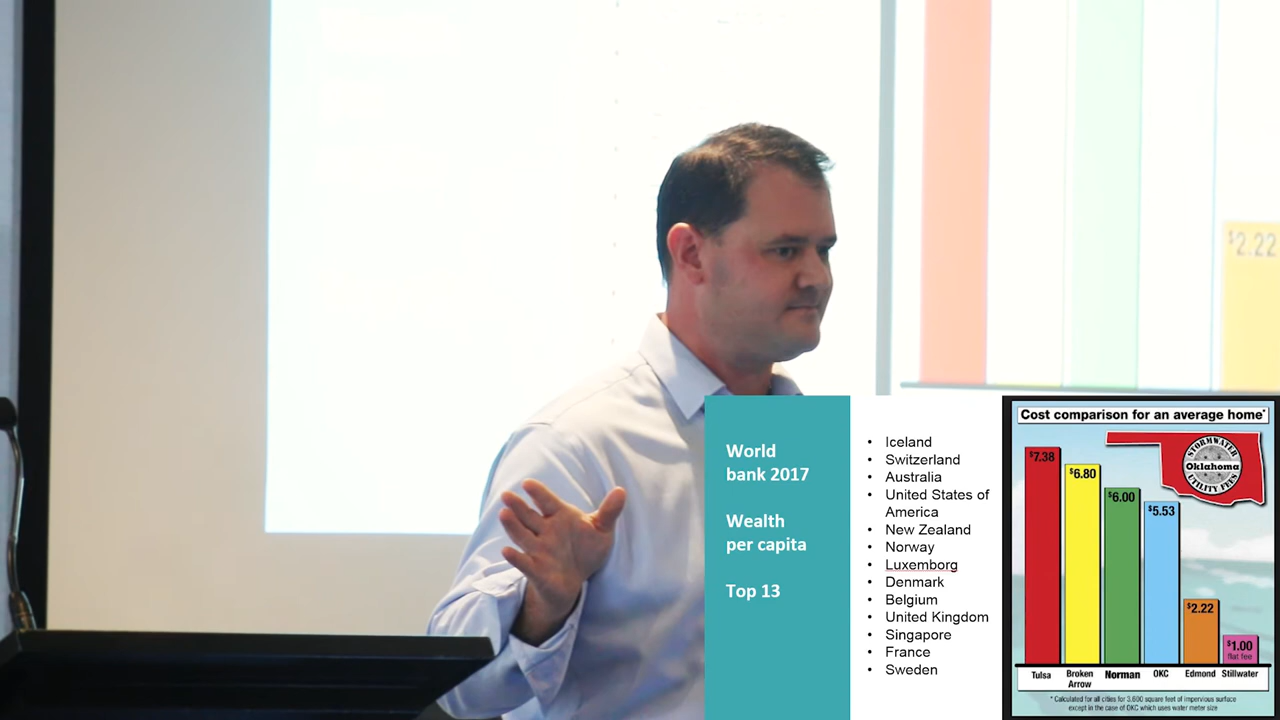 $2.22
World
bank 2017
Wealth
per capita
Top 13
• Iceland
• Switzerland
• Australia
• United States of
America
• New Zealand
• Norway
• Luxemborg
• Denmark
• Belgium
• United Kingdom
• Singapore
• France
• Sweden
Cost comparison for an average home*
STORMWATER
Oklahoma
UTILITY FEES
$7.38
$6.80
$6.00
$5.53
$2.22
$1.00
flat fee
Tulsa
Broken
Arrow
Norman
OKC
Edmond
Stillwater
* Calculated for all cities for 3,600 square feet of impervious surface
except in the case of OKC which uses water meter size